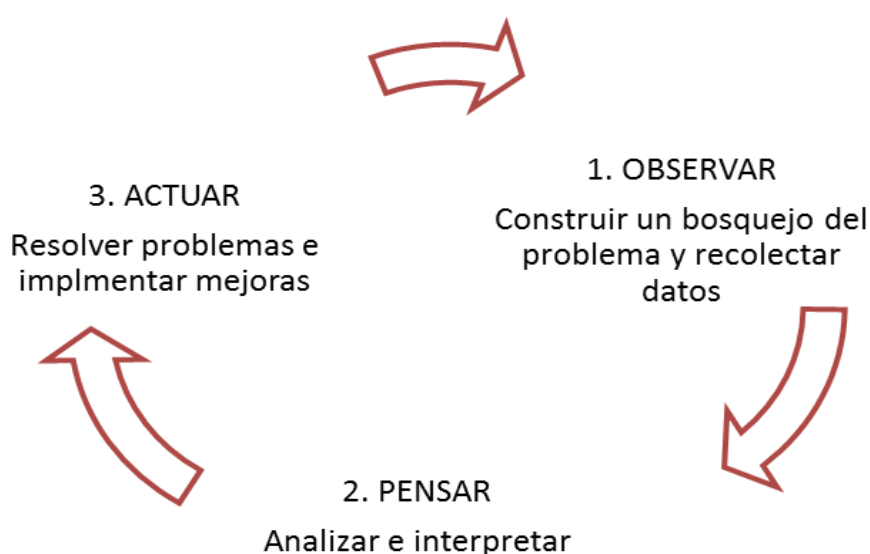 1. OBSERVAR
Construir un bosquejo del
problema y recolectar
datos
2. PENSAR
Analizar e interpretar
3. ACTUAR
Resolver problemas e
implmentar mejoras